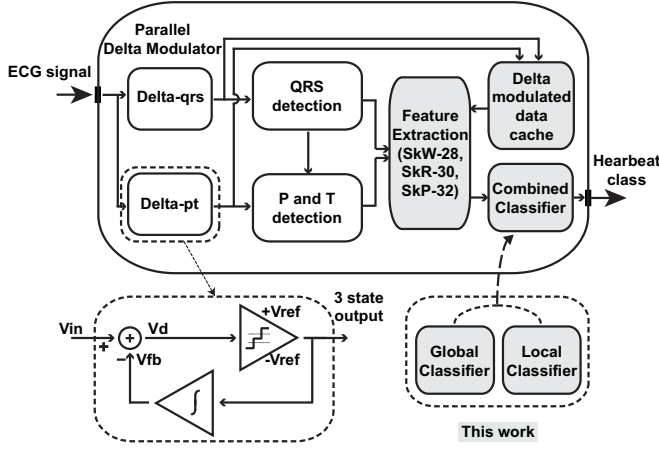 Parallel
Delta Modulator
ECG signal
Delta-qrs
QRS
detection
Feature
Extraction
(SkW-28,
SkR-30,
SkP-32)
Delta
modulated
data
cache
Hearbeat
class
Delta-pt
P and T
detection
Combined
Classifier
3 state
output
+Vref
Vin
+
+
Vd
-Vref
−
Vfb
∫
Global
Classifier
Local
Classifier
This work